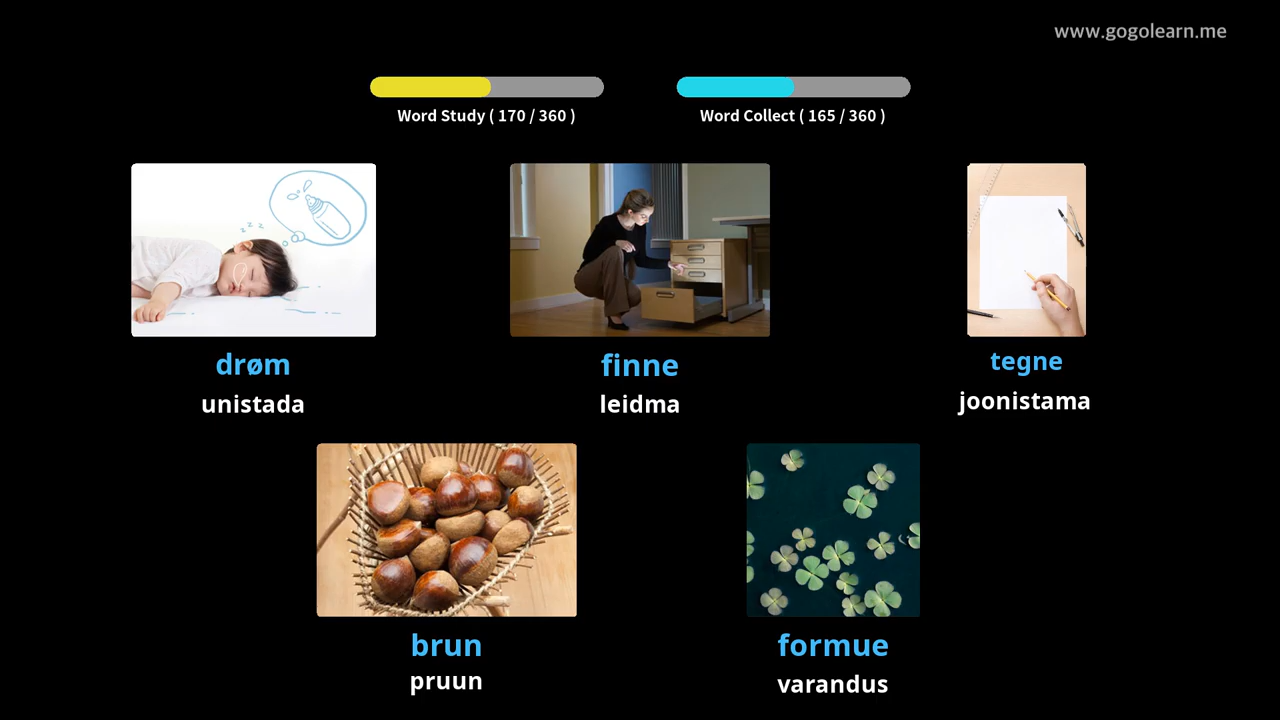 www.gogolearn.me
Word Study ( 170 / 360 )
Word Collect ( 165 / 360 )
drøm
unistada
finne
leidma
tegne
joonistama
brun
pruun
formue
varandus